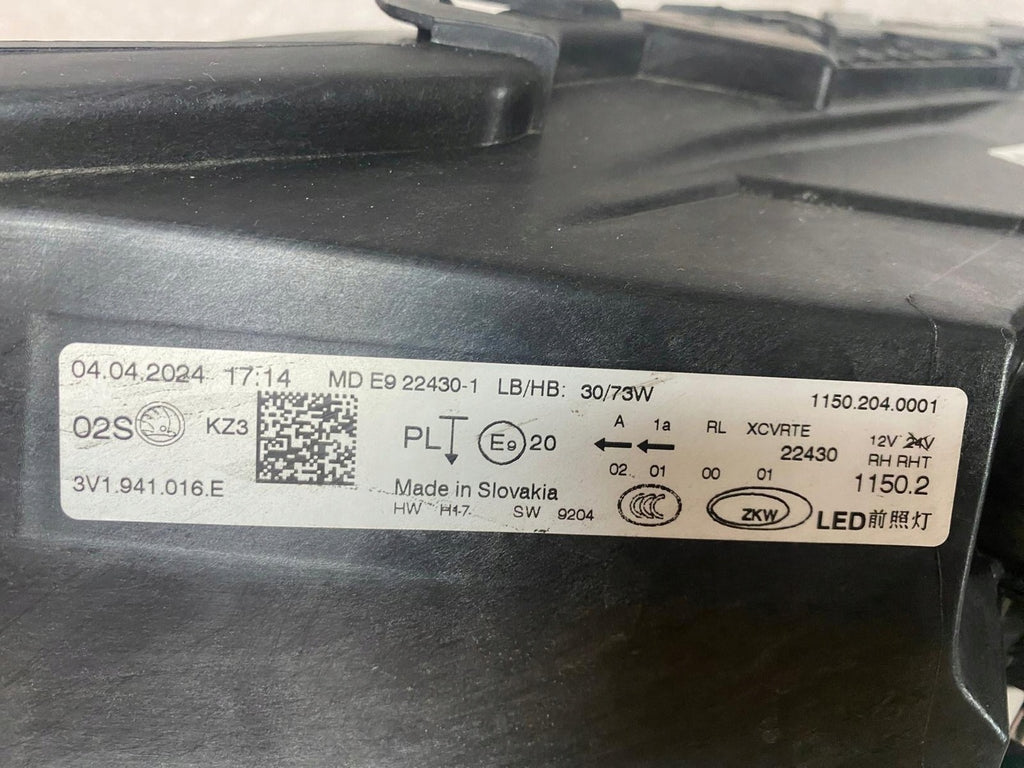 04.04.2024 17:14 MD E9 22430-1 LB/HB: 30/73W 1150.204.0001
02S KZ3 PL E9 20 A 1a RL XCVRTE 12V 24V
22430 RH RHT
02 01 00 01 1150.2
3V1.941.016.E Made in Slovakia
HW H17 SW 9204 CCC ZKW LED前照灯